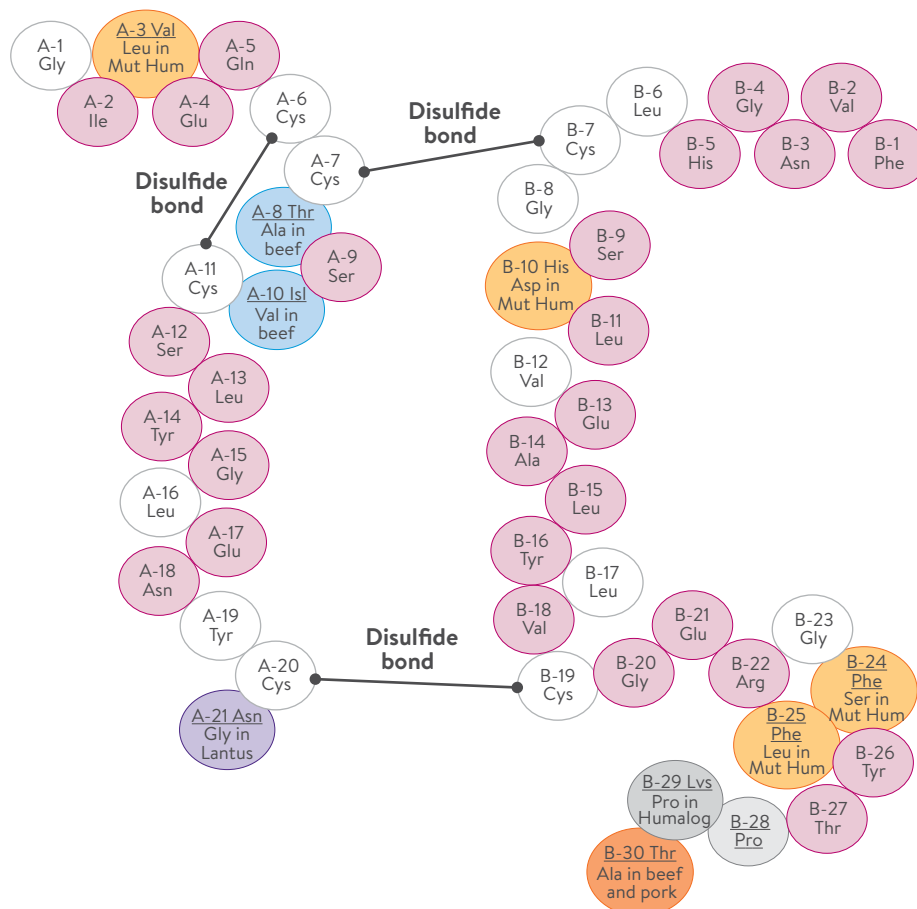 A-1
Gly
A-2
Ile
A-3 Val
Leu in
Mut Hum
A-4
Glu
A-5
Gln
A-6
Cys
A-7
Cys
Disulfide
bond
Disulfide
bond
A-8 Thr
Ala in
beef
A-9
Ser
A-10 Isl
Val in
beef
A-11
Cys
A-12
Ser
A-13
Leu
A-14
Tyr
A-15
Gly
A-16
Leu
A-17
Glu
A-18
Asn
A-19
Tyr
A-20
Cys
A-21 Asn
Gly in
Lantus
Disulfide
bond
B-1
Phe
B-2
Val
B-3
Asn
B-4
Gly
B-5
His
B-6
Leu
B-7
Cys
B-8
Gly
B-9
Ser
B-10 His
Asp in
Mut Hum
B-11
Leu
B-12
Val
B-13
Glu
B-14
Ala
B-15
Leu
B-16
Tyr
B-17
Leu
B-18
Val
B-19
Cys
B-20
Gly
B-21
Glu
B-22
Arg
B-23
Gly
B-24
Phe
Ser in
Mut Hum
B-25
Phe
Leu in
Mut Hum
B-26
Tyr
B-27
Thr
B-28
Pro
B-29 Lvs
Pro in
Humalog
B-30 Thr
Ala in beef
and pork